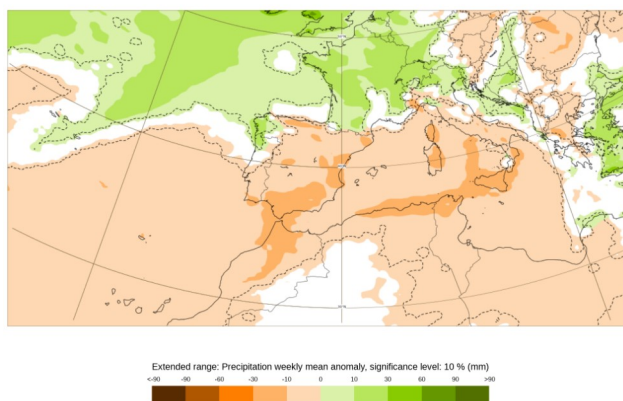 Extended range: Precipitation weekly mean anomaly, significance level: 10 % (mm)
<-90 -90 -60 -30 -10 0 10 30 60 90 >90